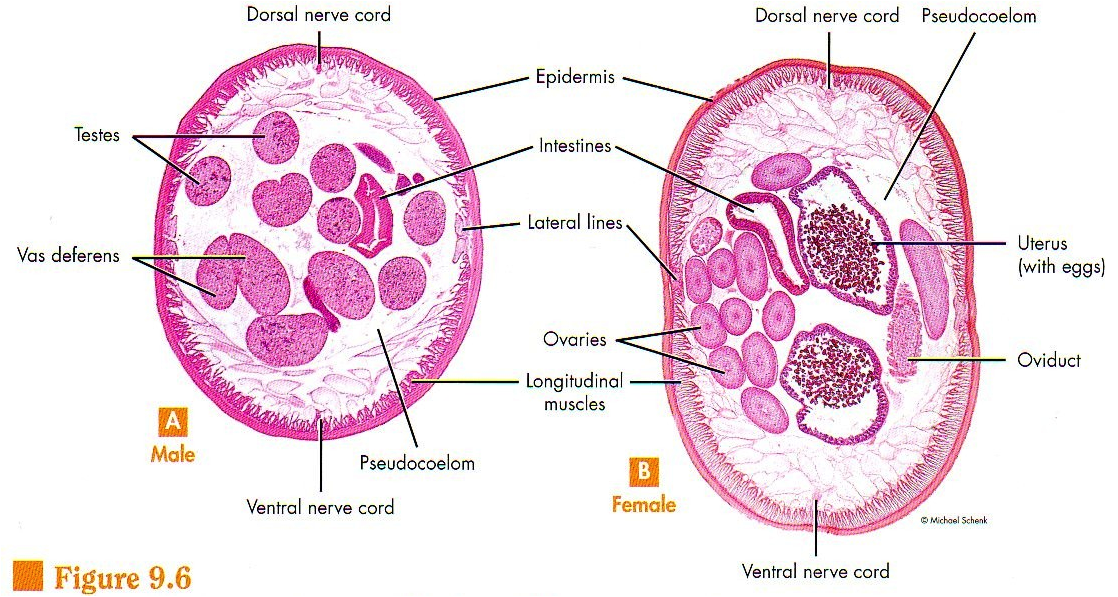 Dorsal nerve cord
Dorsal nerve cord
Pseudocoelom
Epidermis
Testes
Intestines
Lateral lines
Vas deferens
Uterus
(with eggs)
Ovaries
Oviduct
Longitudinal
muscles
A
Male
Pseudocoelom
B
Female
Ventral nerve cord
© Michael Schenk
Ventral nerve cord
Figure 9.6